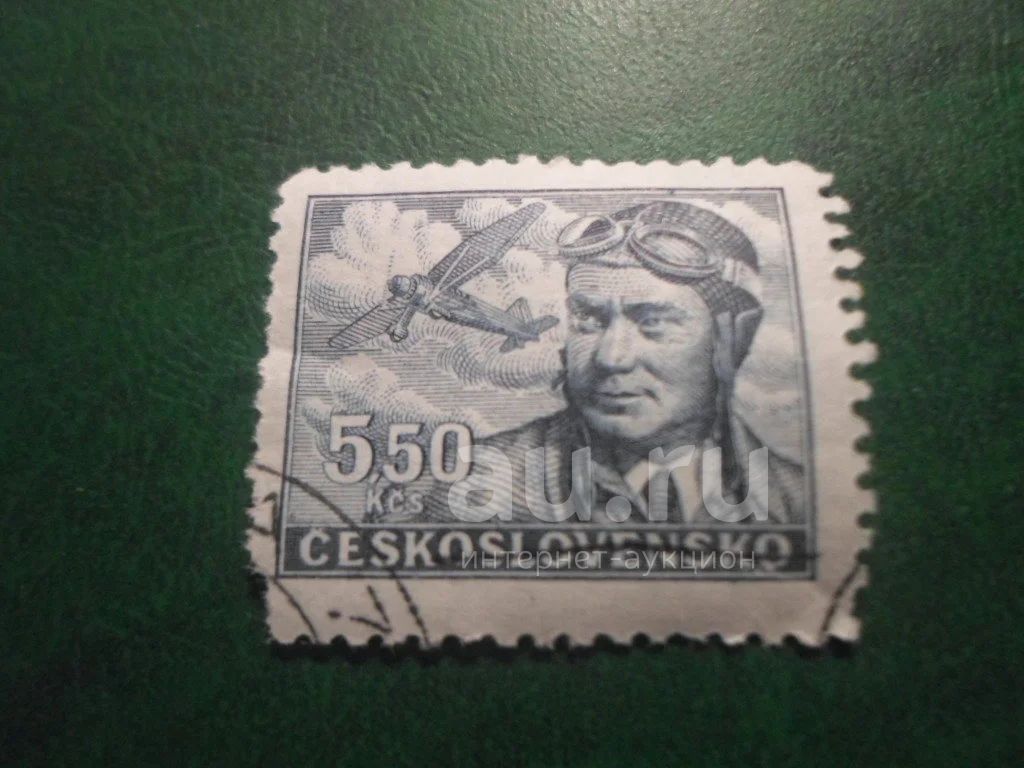 5,50
Kčs
au.ru
ČESKOSLOVENSKO
интернет-аукцион